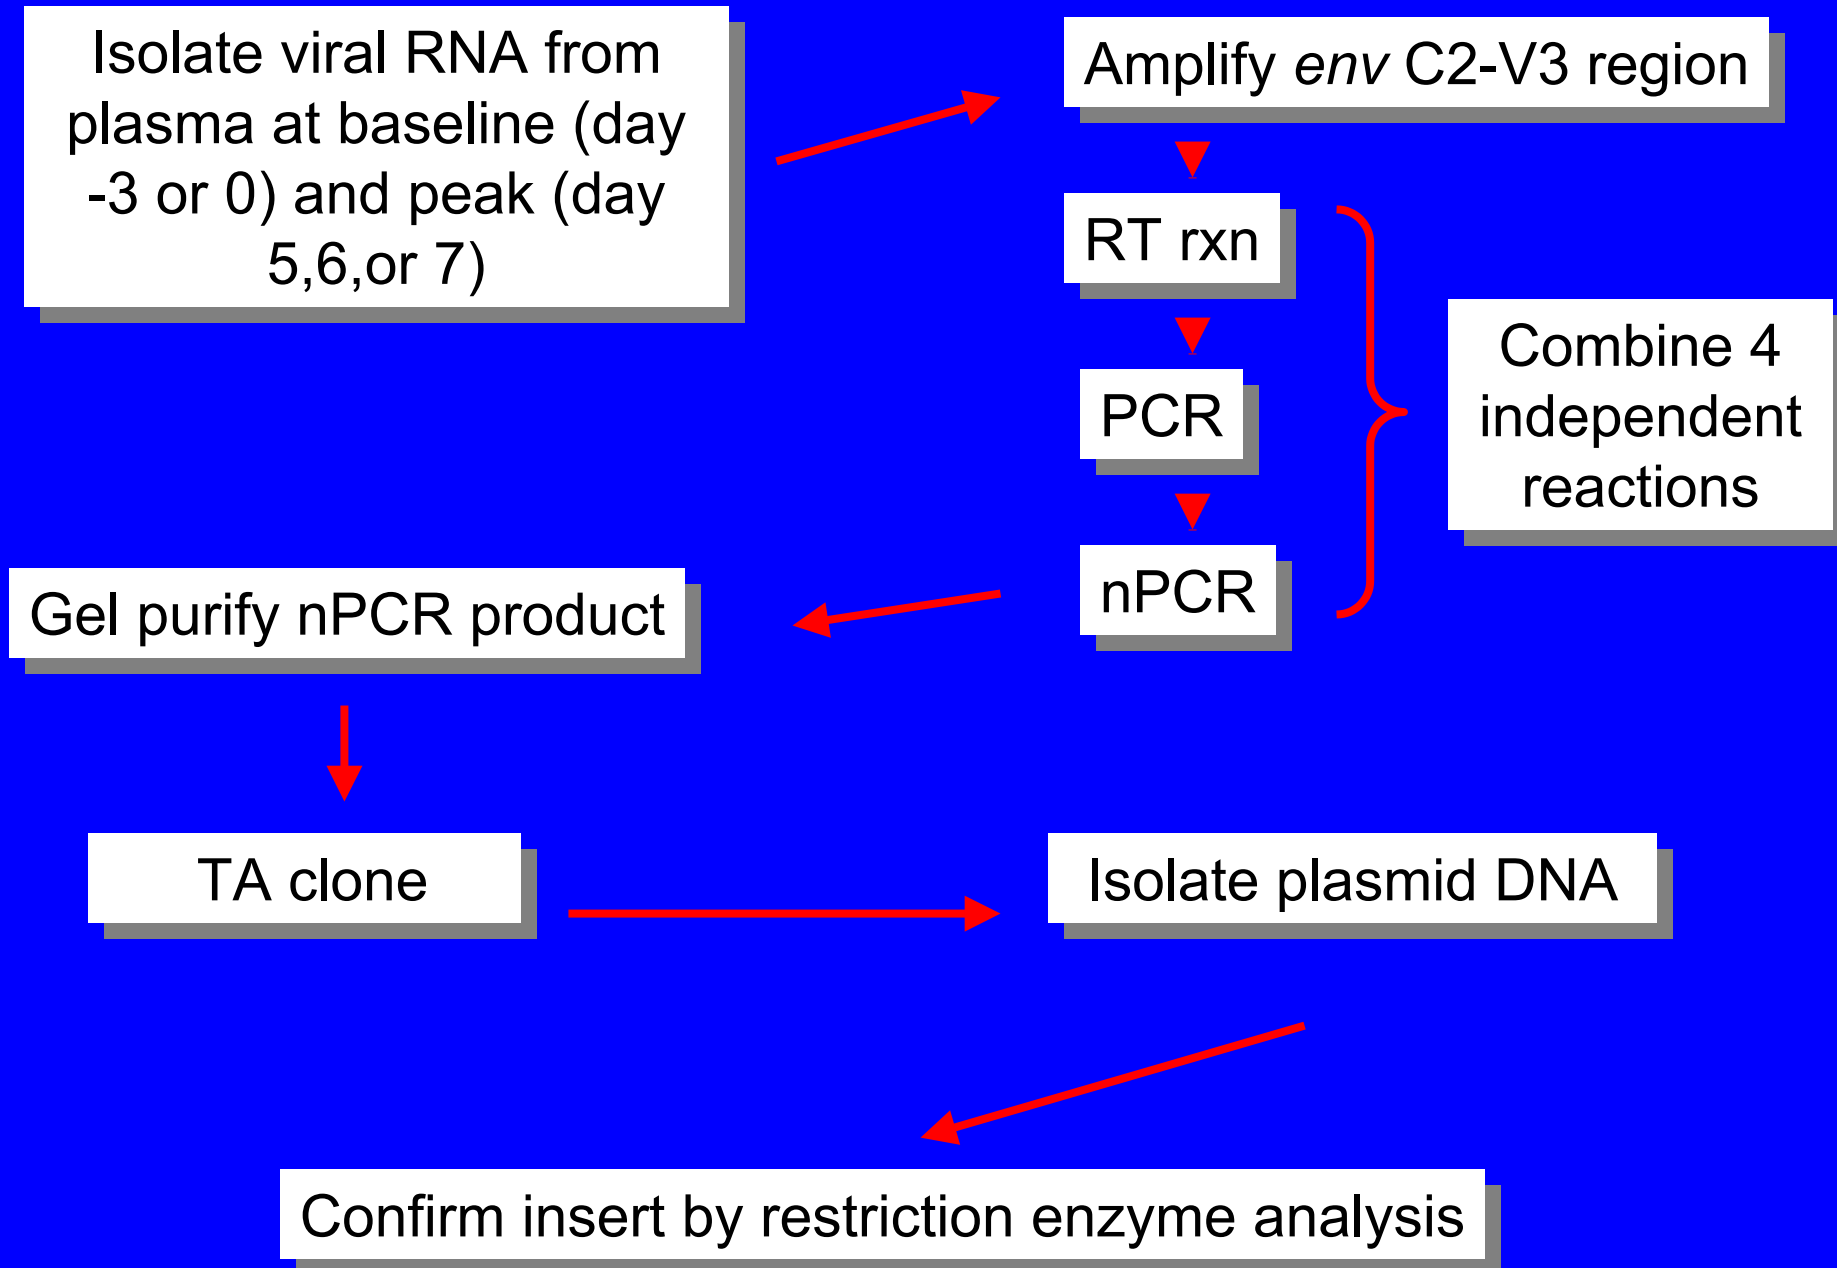 Isolate viral RNA from
plasma at baseline (day
-3 or 0) and peak (day
5,6,or 7)
Amplify env C2-V3 region
RT rxn
PCR
nPCR
Combine 4
independent
reactions
Gel purify nPCR product
TA clone
Isolate plasmid DNA
Confirm insert by restriction enzyme analysis